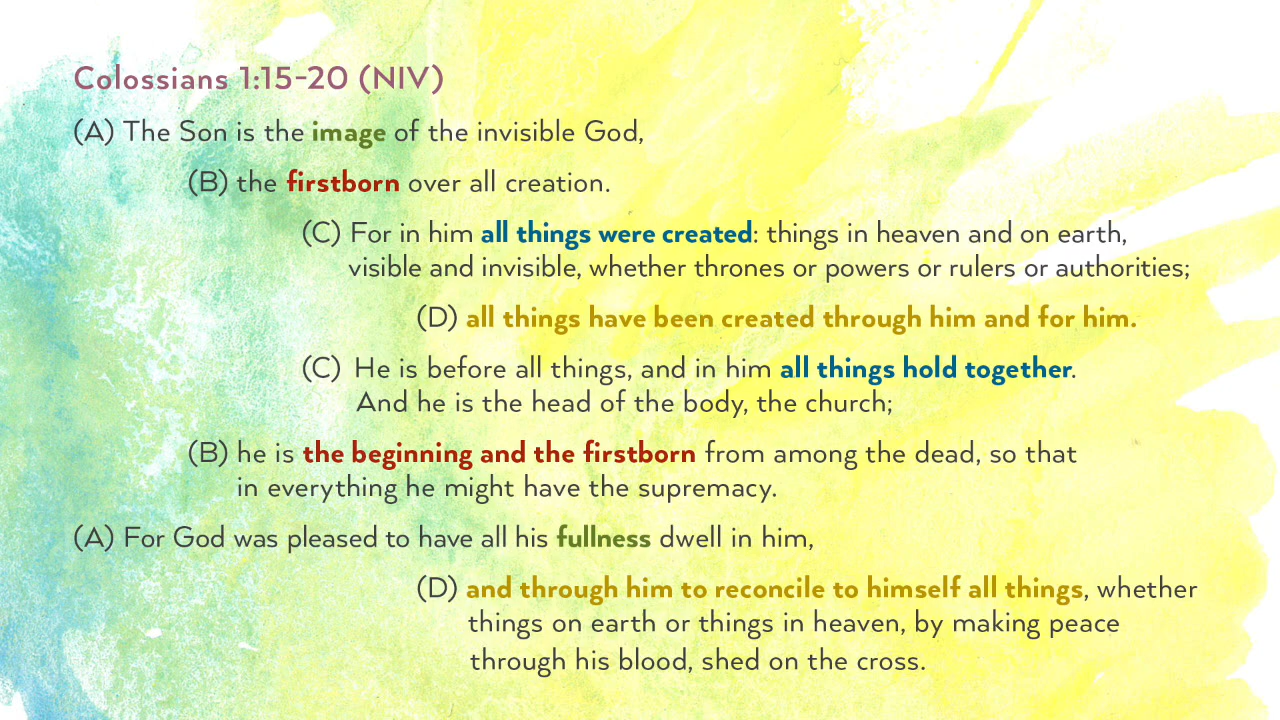 Colossians 1:15-20 (NIV)
(A) The Son is the image of the invisible God,
(B) the firstborn over all creation.
(C) For in him all things were created: things in heaven and on earth,
visible and invisible, whether thrones or powers or rulers or authorities;
(D) all things have been created through him and for him.
(C) He is before all things, and in him all things hold together.
And he is the head of the body, the church;
(B) he is the beginning and the firstborn from among the dead, so that
in everything he might have the supremacy.
(A) For God was pleased to have all his fullness dwell in him,
(D) and through him to reconcile to himself all things, whether
things on earth or things in heaven, by making peace
through his blood, shed on the cross.